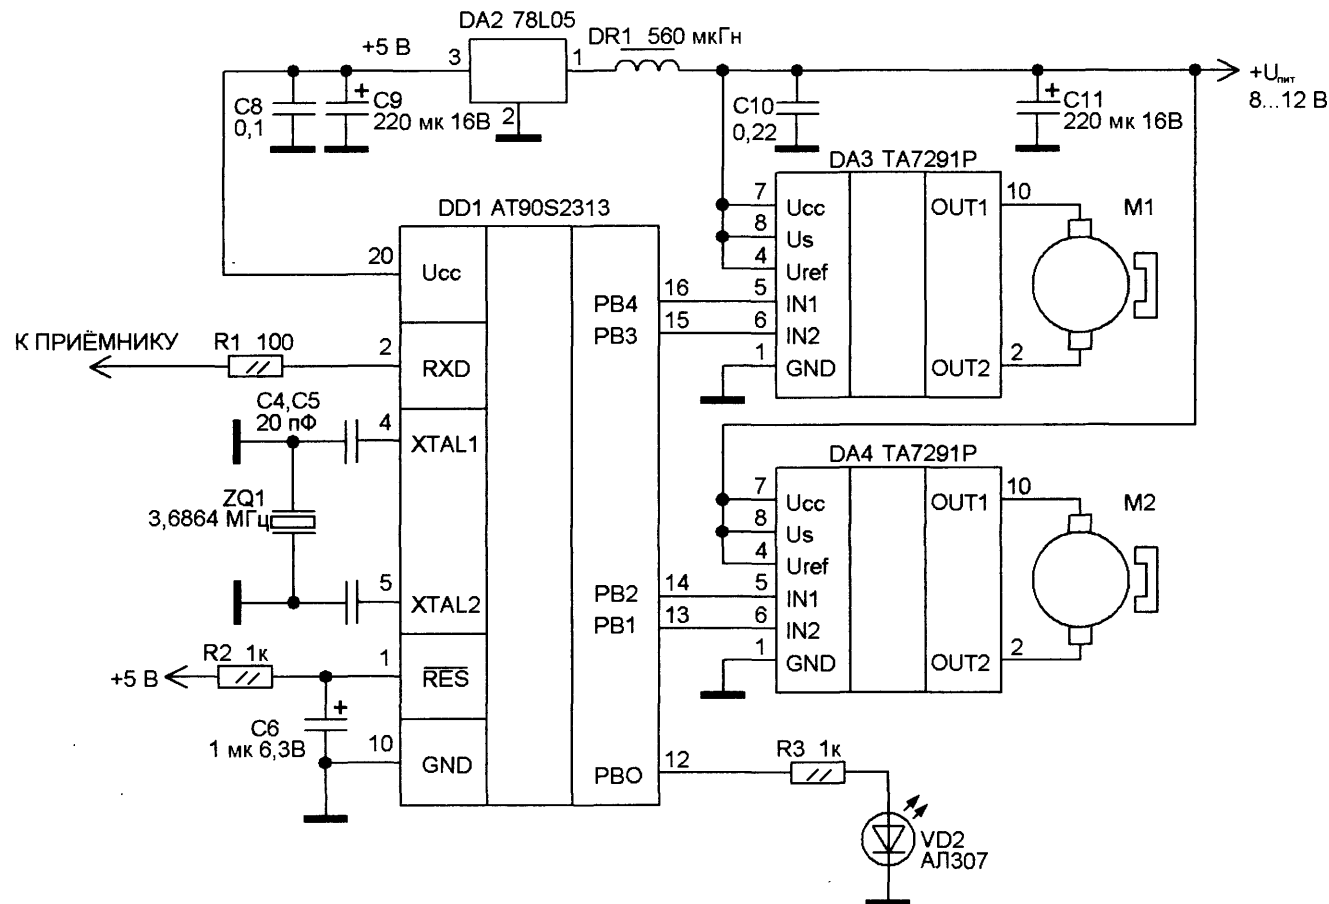 DA2 78L05
DR1 560 мкГн
+5 В
3
1
2
+Uпит
8...12 В
C8
0,1
+
C9
220 мк 16В
C10
0,22
+
C11
220 мк 16В
DA3 TA7291P
DD1 AT90S2313
7
Ucc
8
Us
4
Uref
5
IN1
6
IN2
1
GND
OUT1
10
OUT2
2
M1
20
Ucc
PB4
16
PB3
15
К ПРИЁМНИКУ
R1 100
2
RXD
C4,C5
20 пФ
4
XTAL1
ZQ1
3,6864 МГц
5
XTAL2
DA4 TA7291P
7
Ucc
8
Us
4
Uref
5
IN1
6
IN2
1
GND
OUT1
10
OUT2
2
M2
PB2
14
PB1
13
R2 1к
+5 В
1
RES
+
C6
1 мк 6,3В
10
GND
PBO
12
R3 1к
VD2
АЛ307